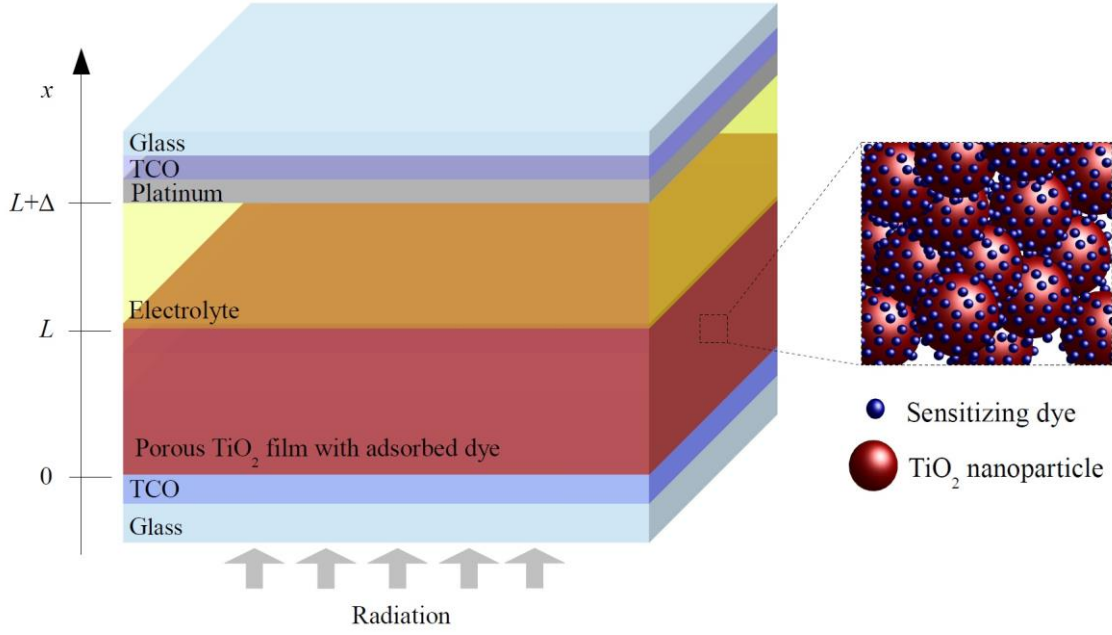 x
Glass
TCO
Platinum
L+Δ
Electrolyte
L
Porous TiO2 film with adsorbed dye
0
TCO
Glass
Radiation
Sensitizing dye
TiO2 nanoparticle